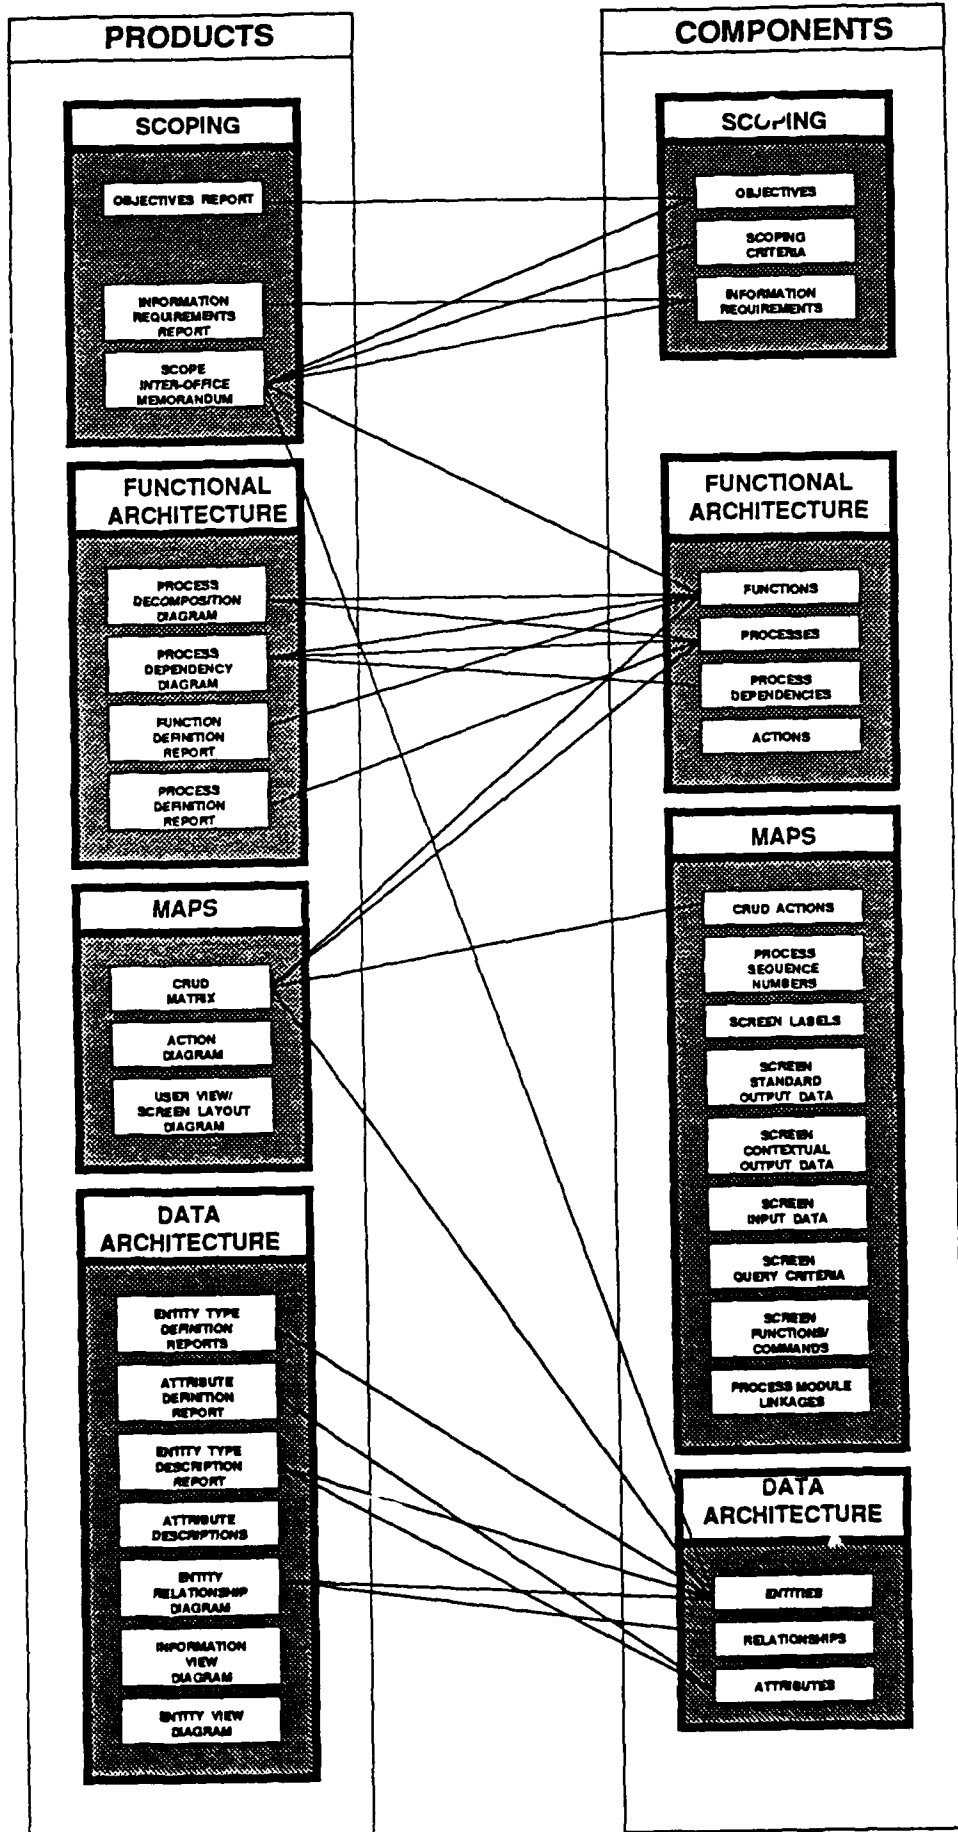 PRODUCTS
SCOPING
OBJECTIVES REPORT
INFORMATION
REQUIREMENTS
REPORT
SCOPE
INTER-OFFICE
MEMORANDUM
FUNCTIONAL
ARCHITECTURE
PROCESS
DECOMPOSITION
DIAGRAM
PROCESS
DEPENDENCY
DIAGRAM
FUNCTION
DEFINITION
REPORT
PROCESS
DEFINITION
REPORT
MAPS
CRUD
MATRIX
ACTION
DIAGRAM
USER VIEW/
SCREEN LAYOUT
DIAGRAM
DATA
ARCHITECTURE
ENTITY TYPE
DEFINITION
REPORTS
ATTRIBUTE
DEFINITION
REPORT
ENTITY TYPE
DESCRIPTION
REPORT
ATTRIBUTE
DESCRIPTIONS
ENTITY
RELATIONSHIP
DIAGRAM
INFORMATION
VIEW
DIAGRAM
ENTITY VIEW
DIAGRAM
COMPONENTS
SCOPING
OBJECTIVES
SCOPING
CRITERIA
INFORMATION
REQUIREMENTS
FUNCTIONAL
ARCHITECTURE
FUNCTIONS
PROCESSES
PROCESS
DEPENDENCIES
ACTIONS
MAPS
CRUD ACTIONS
PROCESS
SEQUENCE
NUMBERS
SCREEN LABELS
SCREEN
STANDARD
OUTPUT DATA
SCREEN
CONTEXTUAL
OUTPUT DATA
SCREEN
INPUT DATA
SCREEN
QUERY CRITERIA
SCREEN
FUNCTIONS/
COMMANDS
PROCESS MODULE
LINKAGES
DATA
ARCHITECTURE
ENTITIES
RELATIONSHIPS
ATTRIBUTES